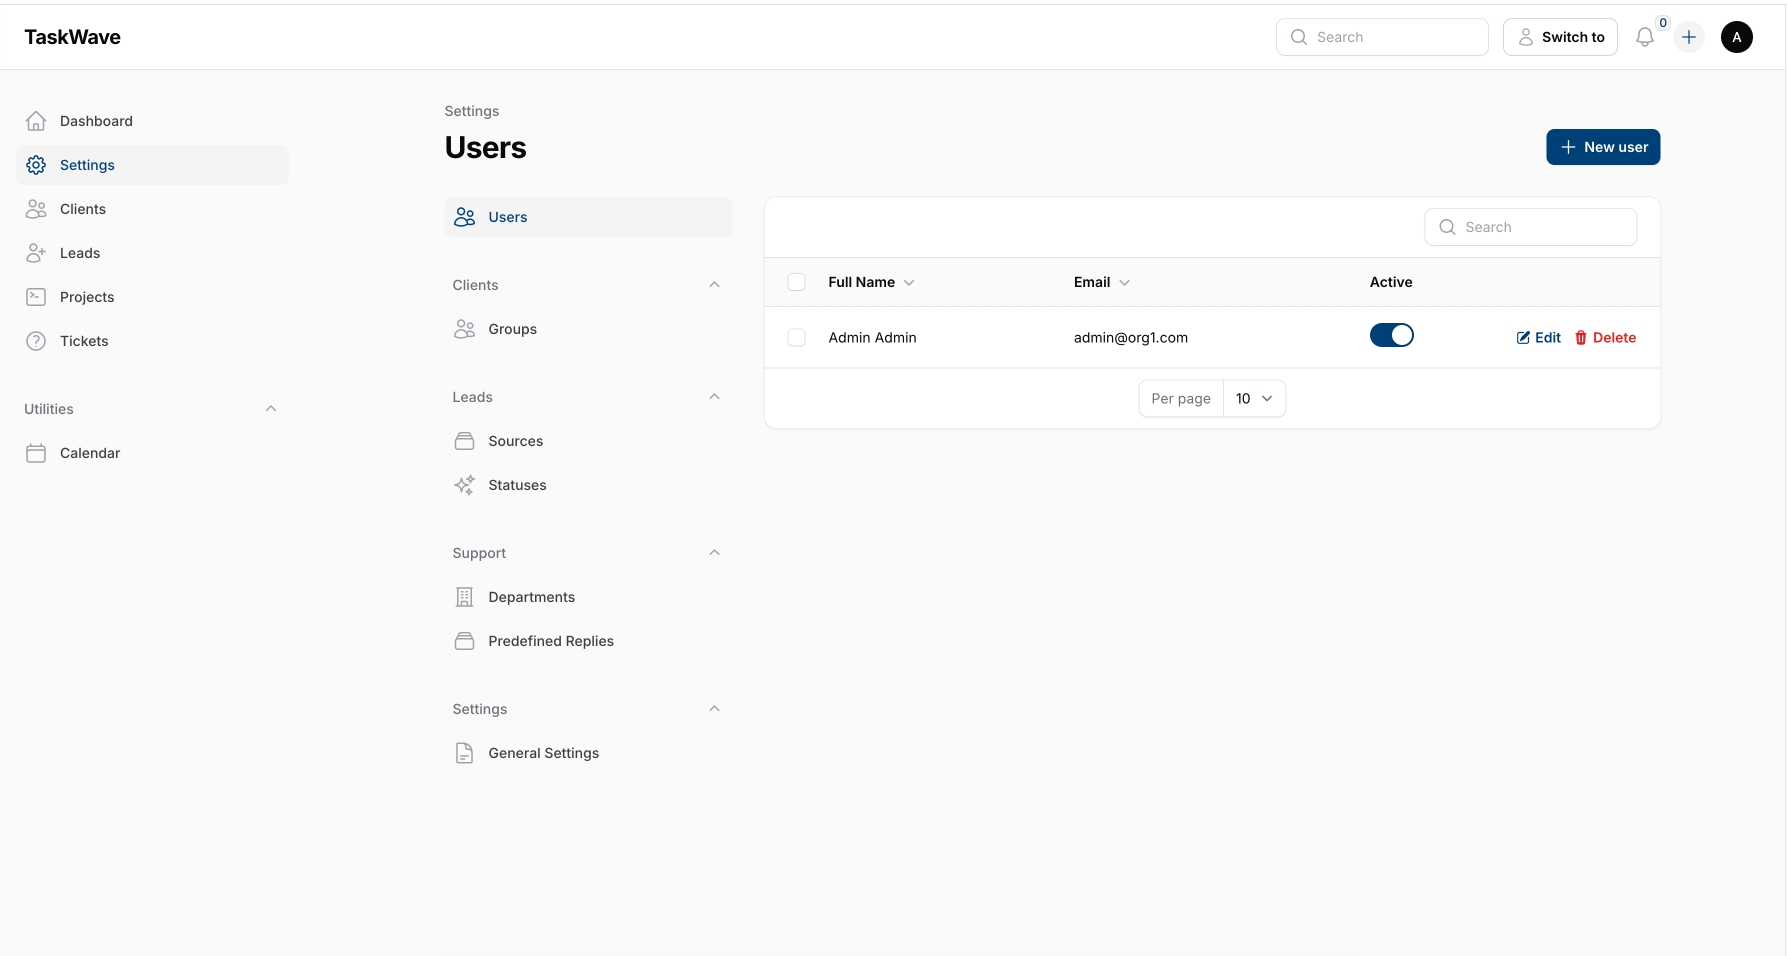 TaskWave
Search
Switch to
0
A
Dashboard
Settings
Clients
Leads
Projects
Tickets
Utilities
Calendar
Settings
Users
New user
Users
Clients
Groups
Leads
Sources
Statuses
Support
Departments
Predefined Replies
Settings
General Settings
Search
Full Name Email Active
Admin Admin admin@org1.com Edit Delete
Per page 10